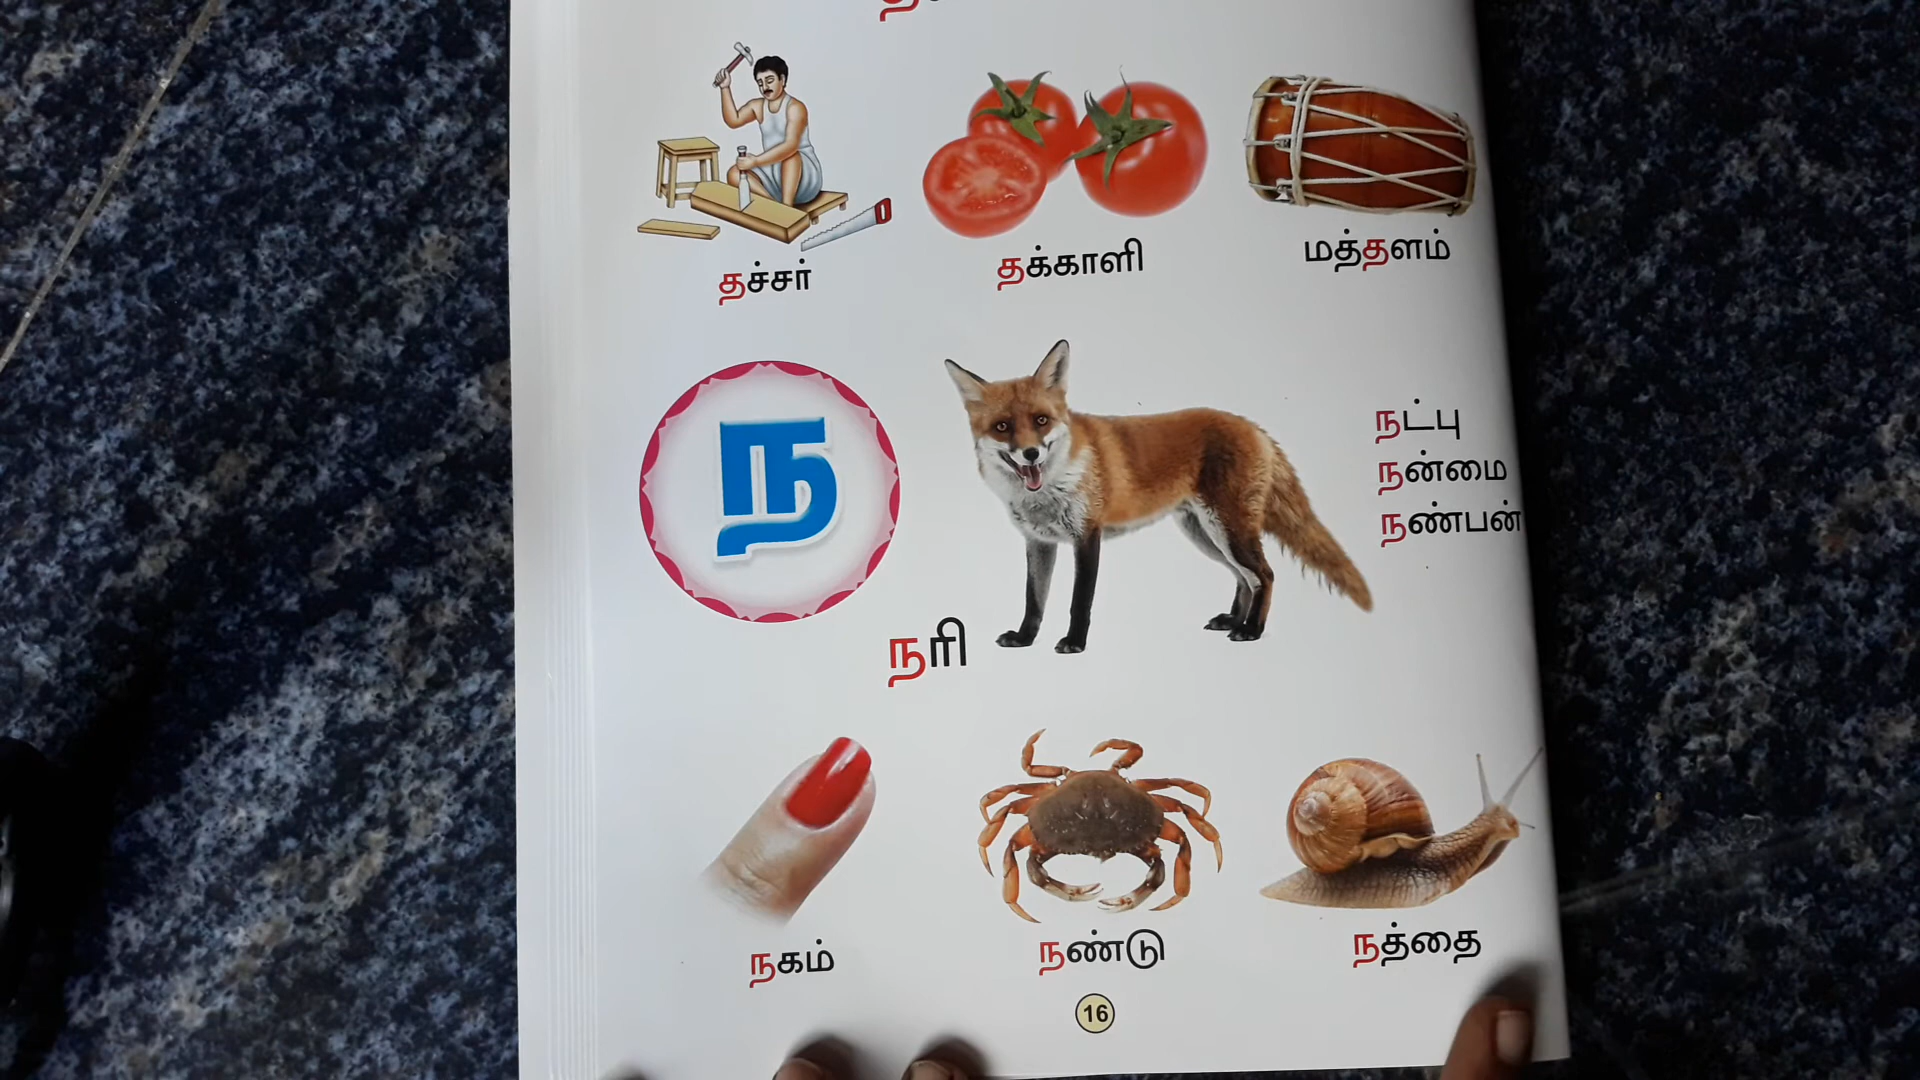 தச்சர் தக்காளி மத்தளம்
ந
நட்பு
நன்மை
நண்பன்
நரி
நகம் நண்டு நத்தை
16